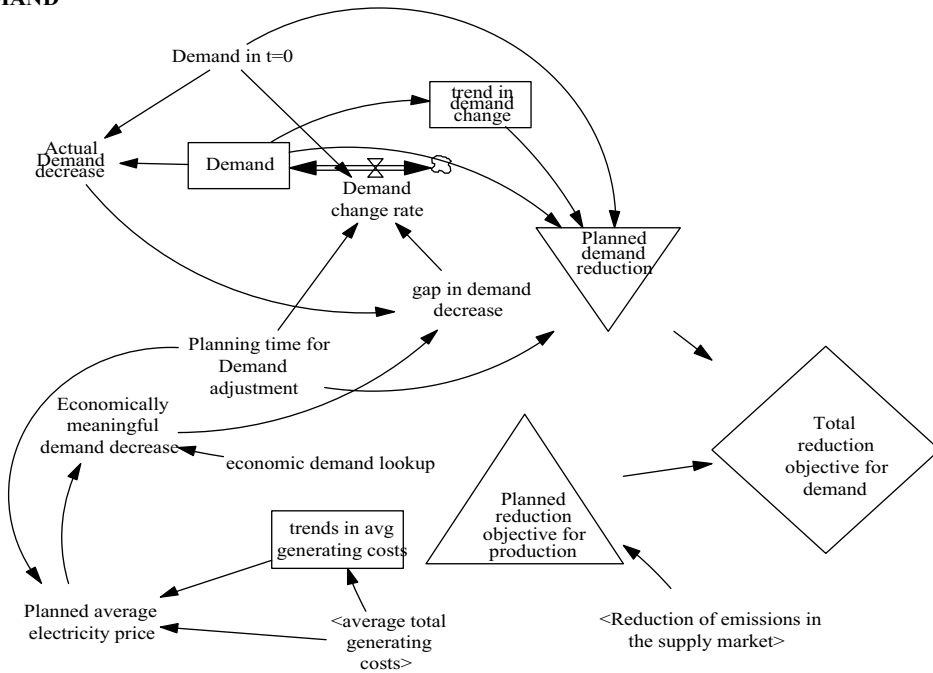 Demand in t=0
trend in
demand
change
Actual
Demand
decrease
Demand
Demand
change rate
Planned
demand
reduction
gap in demand
decrease
Planning time for
Demand
adjustment
Economically
meaningful
demand decrease
economic demand lookup
Total
reduction
objective for
demand
Planned
reduction
objective for
production
trends in avg
generating costs
Planned average
electricity price
<average total
generating
costs>
<Reduction of emissions in
the supply market>